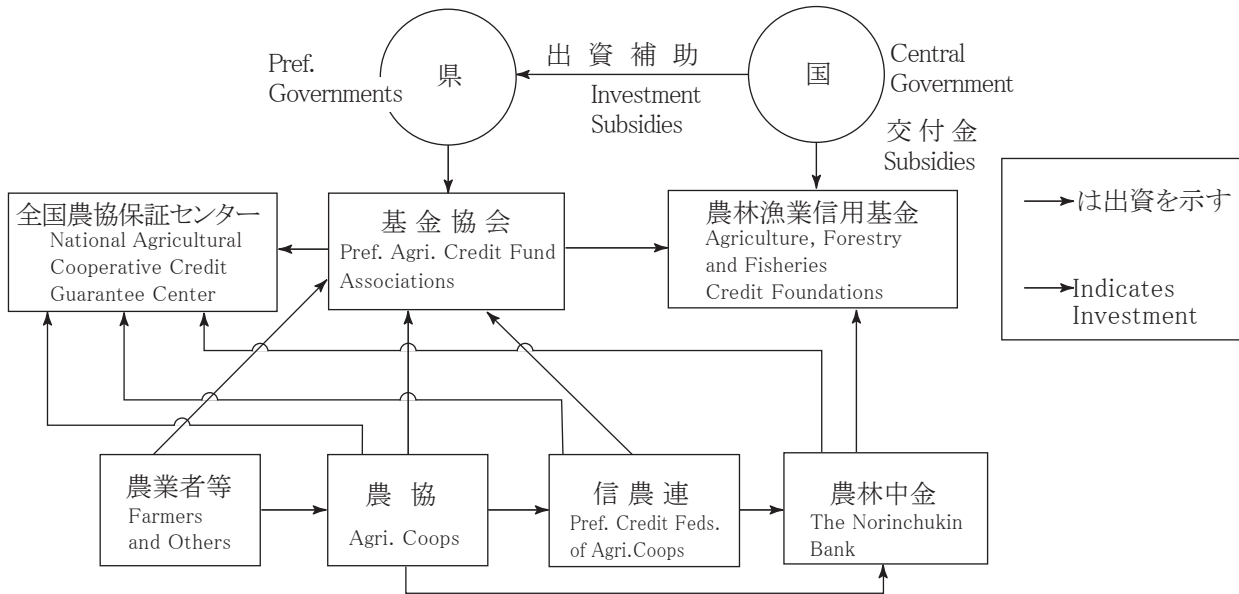 Pref.
Governments
県
出資補助
Investment
Subsidies
国
Central
Government
交付金
Subsidies
全国農協保証センター
National Agricultural
Cooperative Credit
Guarantee Center
基金協会
Pref. Agri. Credit Fund
Associations
農林漁業信用基金
Agriculture, Forestry
and Fisheries
Credit Foundations
は出資を示す
Indicates
Investment
農業者等
Farmers
and Others
農協
Agri. Coops
信農連
Pref. Credit Feds.
of Agri.Coops
農林中金
The Norinchukin
Bank